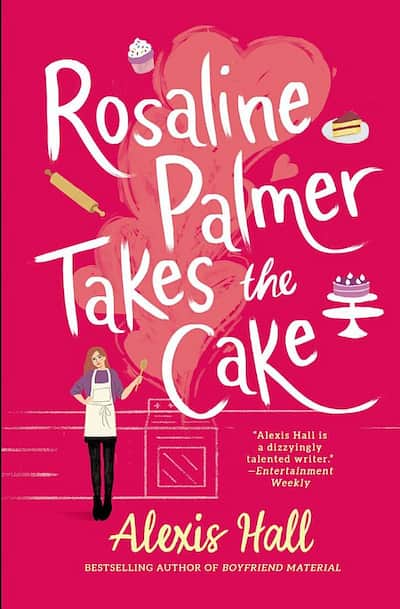 Rosaline
Palmer
Takes the
Cake
"Alexis Hall is
a dizzyingly
talented writer."
—Entertainment
Weekly
Alexis Hall
BESTSELLING AUTHOR OF BOYFRIEND MATERIAL